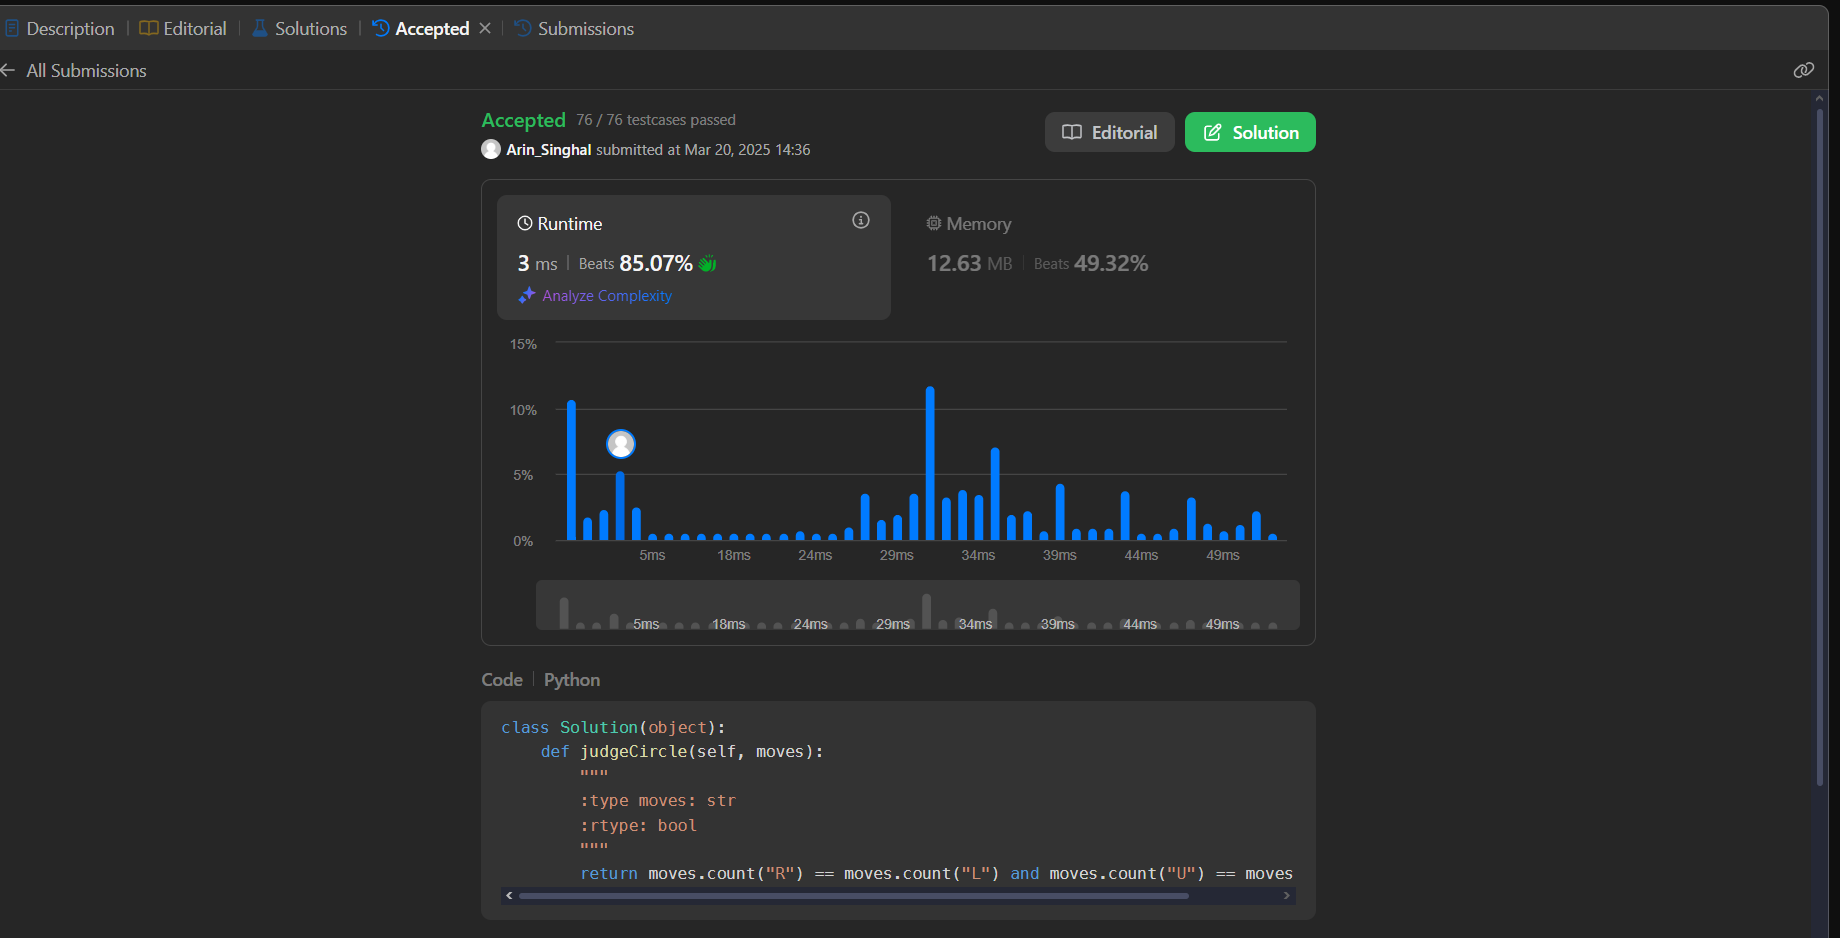 Description Editorial Solutions Accepted Submissions
All Submissions
Accepted 76 / 76 testcases passed
Arin_Singhal submitted at Mar 20, 2025 14:36
Editorial Solution
Runtime
3 ms Beats 85.07%
Analyze Complexity
Memory
12.63 MB Beats 49.32%
15%
10%
5%
0%
5ms 18ms 24ms 29ms 34ms 39ms 44ms 49ms
5ms 18ms 24ms 29ms 34ms 39ms 44ms 49ms
Code Python
class Solution(object):
    def judgeCircle(self, moves):
        """
        :type moves: str
        :rtype: bool
        """
        return moves.count("R") == moves.count("L") and moves.count("U") == moves